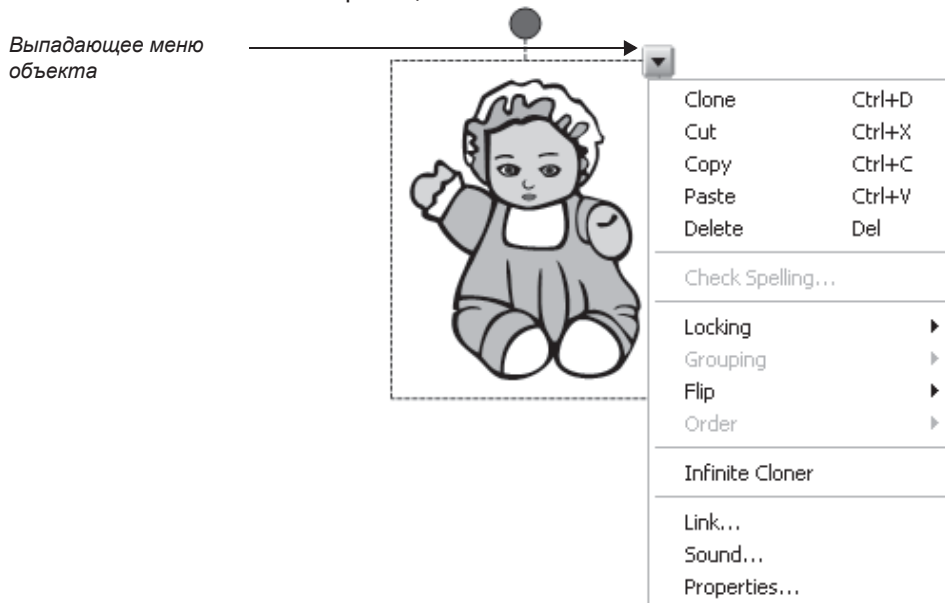 Выпадающее меню
объекта
Clone Ctrl+D
Cut Ctrl+X
Copy Ctrl+C
Paste Ctrl+V
Delete Del
Check Spelling...
Locking
Grouping
Flip
Order
Infinite Cloner
Link...
Sound...
Properties...